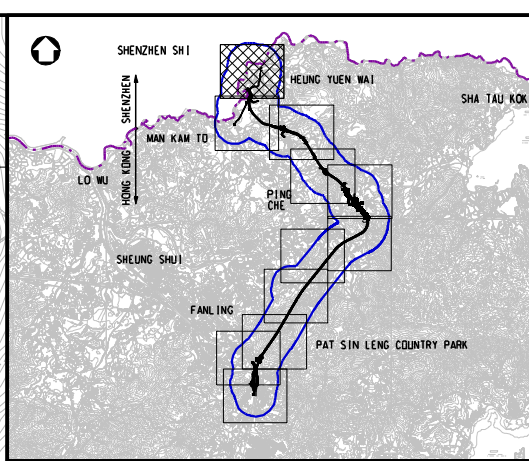 SHENZHEN SHI
HEUNG YUEN WAI
SHENZHEN
SHA TAU KOK
MAN KAM TO
HONG KONG
LO WU
PING
CHE
SHEUNG SHUI
FANLING
PAT SIN LENG COUNTRY PARK